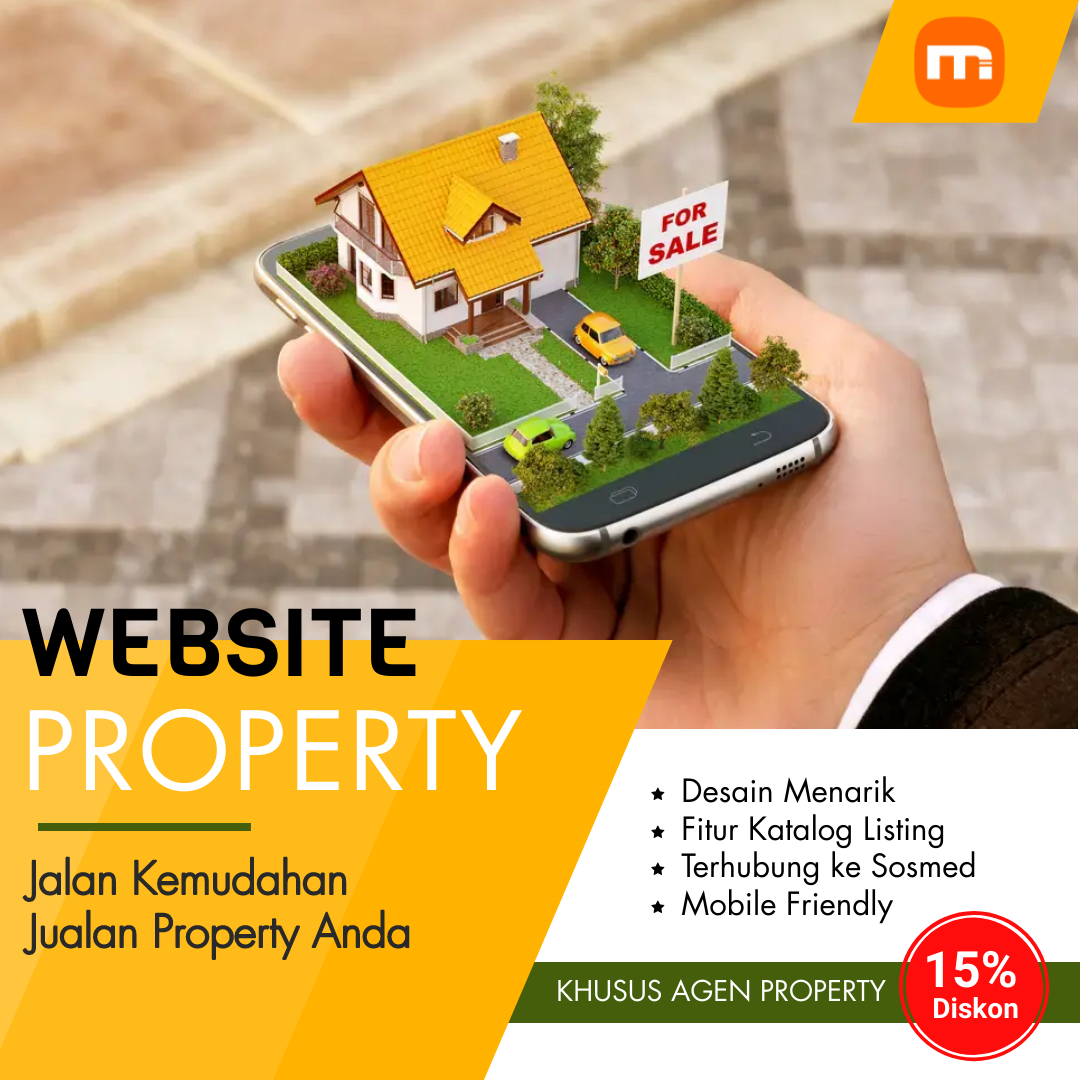 mi
FOR
SALE
WEBSITE
PROPERTY
Jalan Kemudahan
Jualan Property Anda
Desain Menarik
Fitur Katalog Listing
Terhubung ke Sosmed
Mobile Friendly
KHUSUS AGEN PROPERTY
15%
Diskon